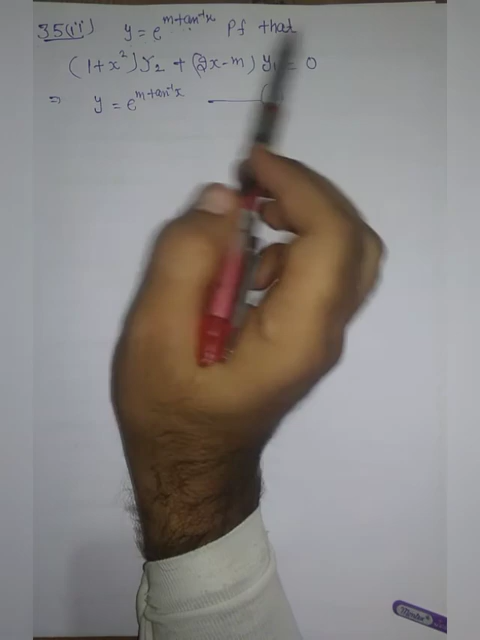 35(ii) y = e^{m tan⁻¹x} Pf that
(1+x²)y₂ + (2x-m) y₁ = 0
⇒ y = e^{m tan⁻¹x}